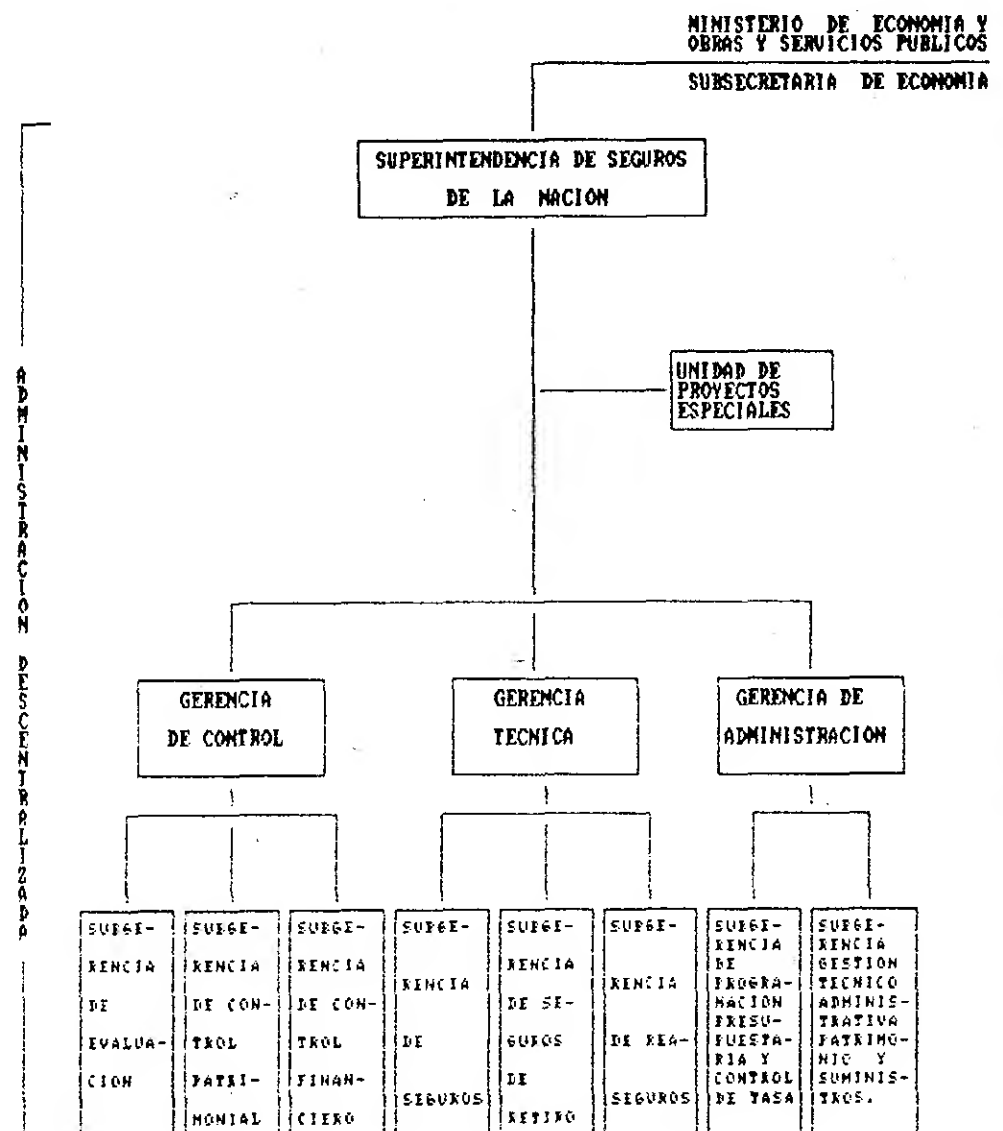 MINISTERIO DE ECONOMIA Y
OBRAS Y SERVICIOS PUBLICOS
SUBSECRETARIA DE ECONOMIA
SUPERINTENDENCIA DE SEGUROS
DE LA NACION
UNIDAD DE
PROYECTOS
ESPECIALES
ADMINISTRACION DESCENTRALIZADA
GERENCIA
DE CONTROL
GERENCIA
TECNICA
GERENCIA DE
ADMINISTRACION
SUBGE-
RENCIA
DE
EVALUA-
CION
SUBGE-
RENCIA
DE CON-
TROL
PATRI-
MONIAL
SUBGE-
RENCIA
DE CON-
TROL
FINAN-
CIERO
SUBGE-
RENCIA
DE
SEGUROS
SUBGE-
RENCIA
DE SE-
GUROS
DE
RETIRO
SUBGE-
RENCIA
DE REA-
SEGUROS
SUBGE-
RENCIA
DE
PROGRA-
MACION
PRESU-
PUESTA-
RIA Y
CONTROL
DE TASA
SUBGE-
RENCIA
GESTION
TECNICO
ADMINIS-
TRATIVA
PATRIMO-
NIO Y
SUMINIS-
TROS.